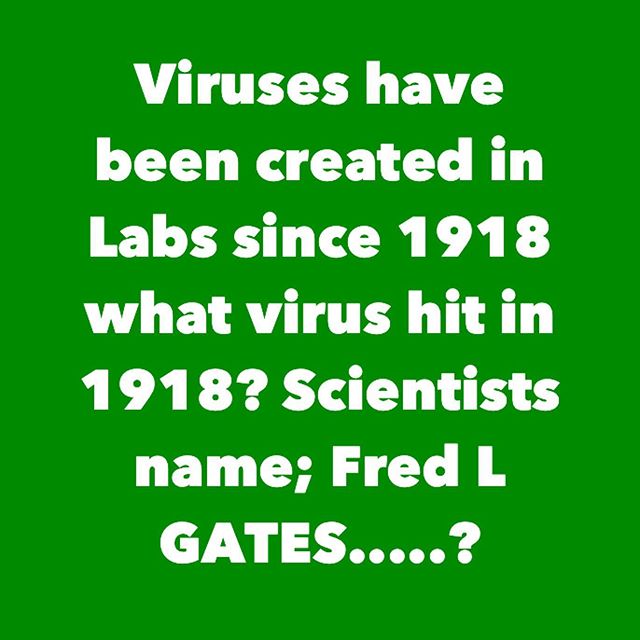 Viruses have
been created in
Labs since 1918
what virus hit in
1918? Scientists
name; Fred L
GATES.....?